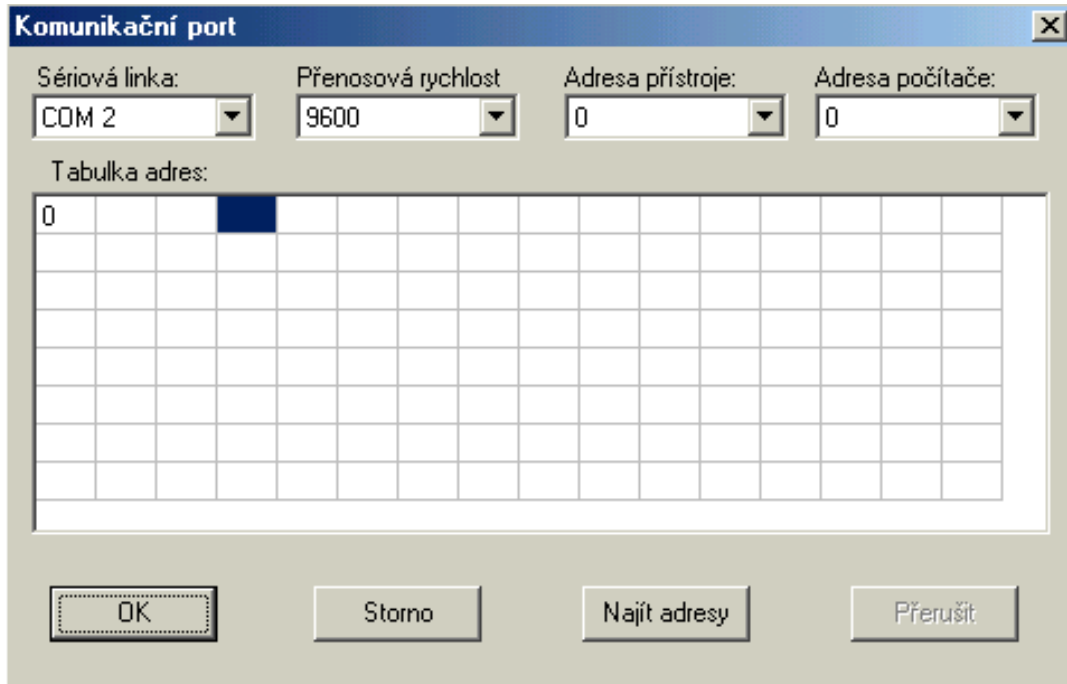 Komunikační port
Sériová linka: Přenosová rychlost Adresa přístroje: Adresa počítače:
COM 2 9600 0 0
Tabulka adres:
0
OK Storno Najít adresy Přerušit